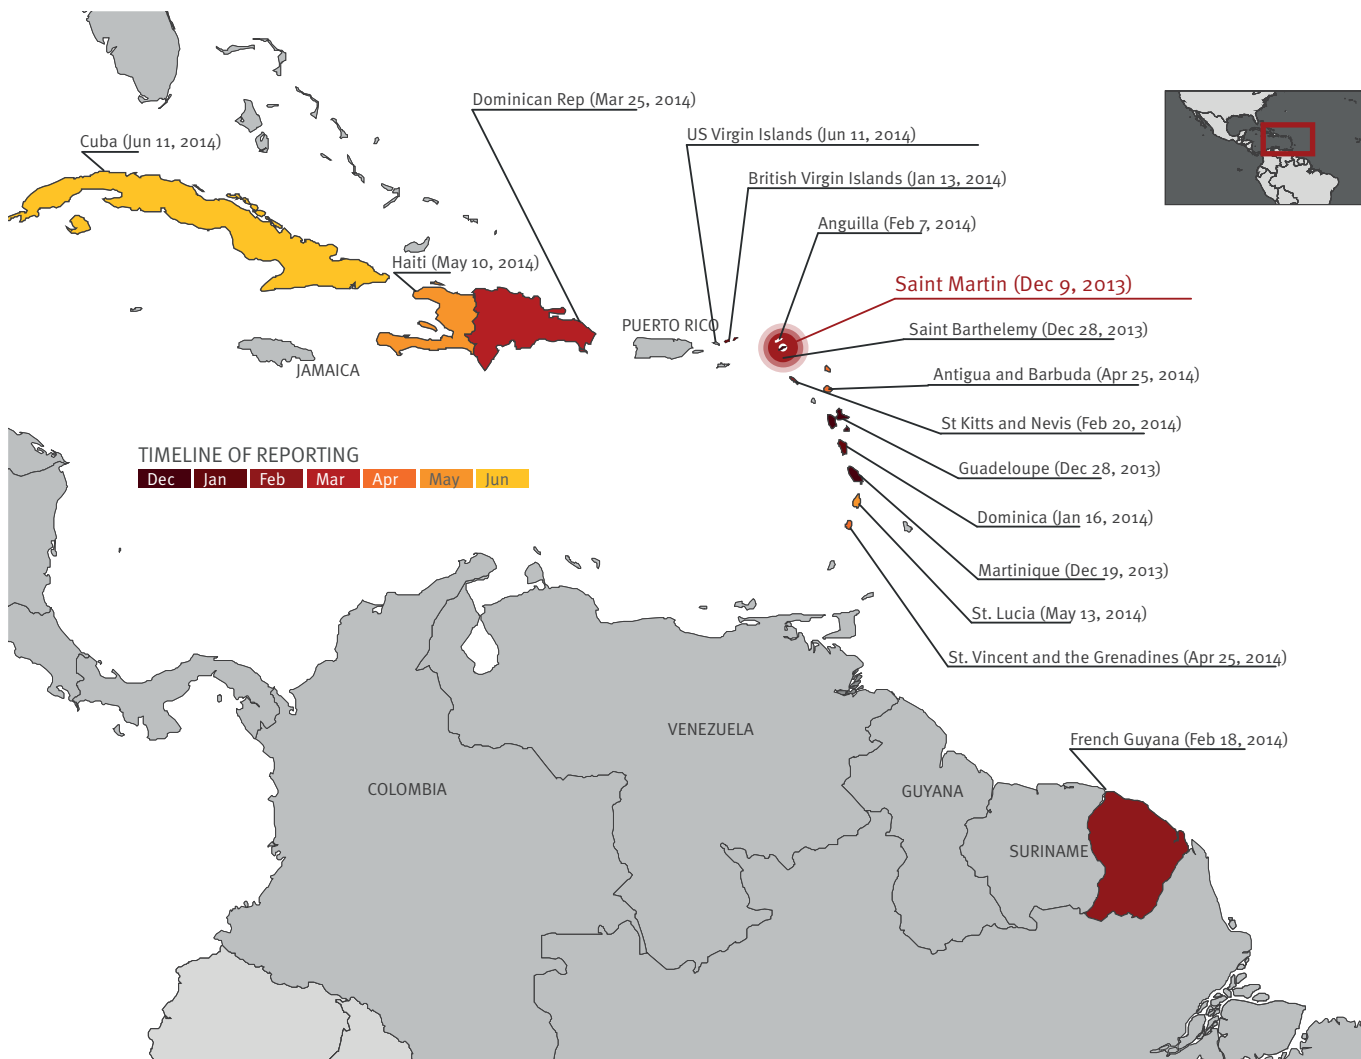 Dominican Rep (Mar 25, 2014)
US Virgin Islands (Jun 11, 2014)
Cuba (Jun 11, 2014)
British Virgin Islands (Jan 13, 2014)
Anguilla (Feb 7, 2014)
Haiti (May 10, 2014)
Saint Martin (Dec 9, 2013)
PUERTO RICO
Saint Barthelemy (Dec 28, 2013)
JAMAICA
Antigua and Barbuda (Apr 25, 2014)
St Kitts and Nevis (Feb 20, 2014)
TIMELINE OF REPORTING
Dec Jan Feb Mar Apr May Jun
Guadeloupe (Dec 28, 2013)
Dominica (Jan 16, 2014)
Martinique (Dec 19, 2013)
St. Lucia (May 13, 2014)
St. Vincent and the Grenadines (Apr 25, 2014)
VENEZUELA
French Guyana (Feb 18, 2014)
COLOMBIA
GUYANA
SURINAME